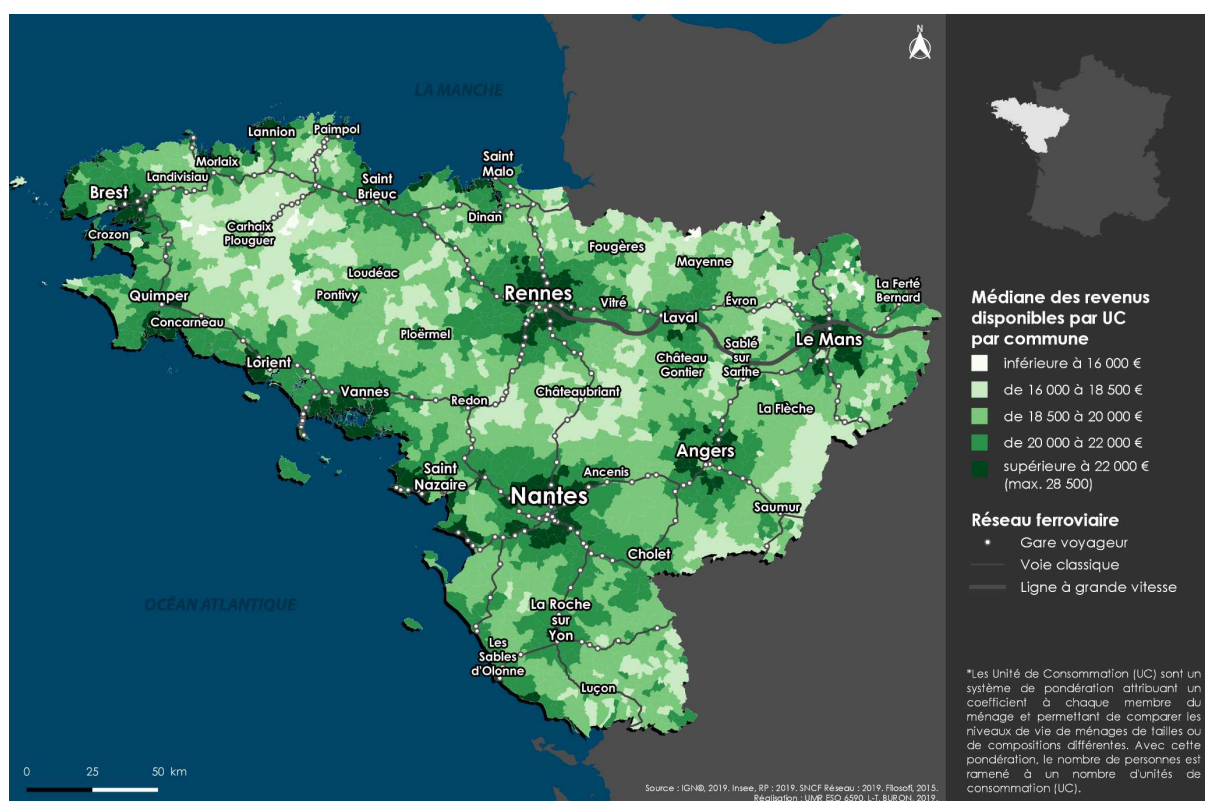 N
LA MANCHE
Lannion
Paimpol
Morlaix
Landivisiau
Brest
Saint
Brieuc
Saint
Malo
Dinan
Crozon
Carhaix
Plouguer
Fougères
Mayenne
Loudéac
Pontivy
Quimper
Concarneau
Rennes
Vitré
Laval
Évron
La Ferté
Bernard
Ploërmel
Le Mans
Lorient
Vannes
Redon
Châteaubriant
Château
Gontier
Sablé
sur
Sarthe
La Flèche
Angers
Ancenis
Saint
Nazaire
Nantes
Saumur
Cholet
OCÉAN ATLANTIQUE
La Roche
sur
Yon
Les
Sables
d'Olonne
Luçon
0 25 50 km
Source : IGN©, 2019. Insee, RP : 2019. SNCF Réseau : 2019. Filosofi, 2015.
Réalisation : UMR ESO 6590, L-T. BURON, 2019.
Médiane des revenus
disponibles par UC
par commune
inférieure à 16 000 €
de 16 000 à 18 500 €
de 18 500 à 20 000 €
de 20 000 à 22 000 €
supérieure à 22 000 €
(max. 28 500)
Réseau ferroviaire
Gare voyageur
Voie classique
Ligne à grande vitesse
*Les Unité de Consommation (UC) sont un
système de pondération attribuant un
coefficient à chaque membre du
ménage et permettant de comparer les
niveaux de vie de ménages de tailles ou
de compositions différentes. Avec cette
pondération, le nombre de personnes est
ramené à un nombre d'unités de
consommation (UC).